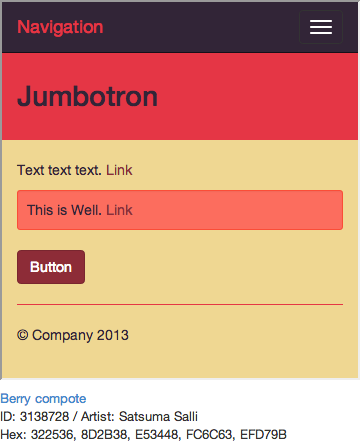 Navigation
Jumbotron
Text text text. Link
This is Well. Link
Button
© Company 2013
Berry compote
ID: 3138728 / Artist: Satsuma Salli
Hex: 322536, 8D2B38, E53448, FC6C63, EFD79B